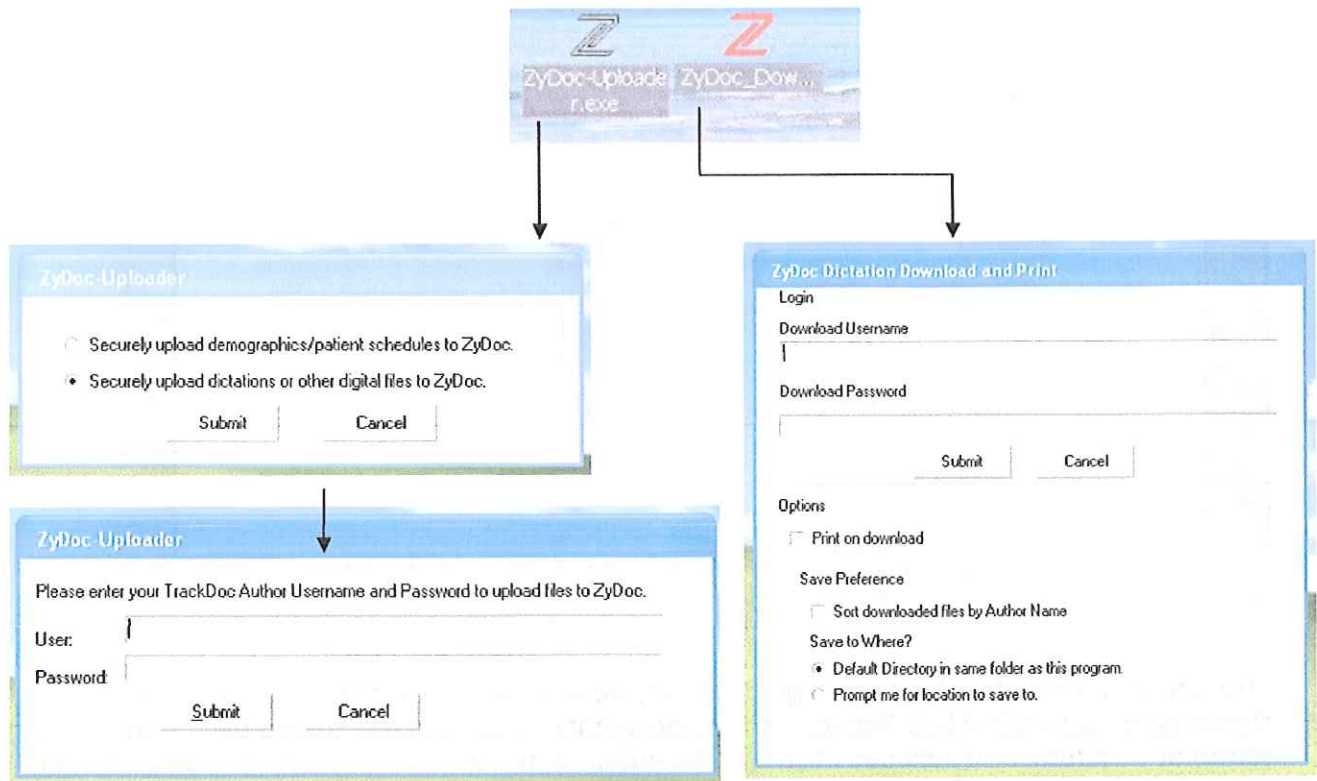 ZyDoc-Uploade
r.exe
ZyDoc_Dow...
ZyDoc-Uploader
Securely upload demographics/patient schedules to ZyDoc.
Securely upload dictations or other digital files to ZyDoc.
Submit Cancel
ZyDoc-Uploader
Please enter your TrackDoc Author Username and Password to upload files to ZyDoc.
User:
Password:
Submit Cancel
ZyDoc Dictation Download and Print
Login
Download Username
Download Password
Submit Cancel
Options
Print on download
Save Preference
Sort downloaded files by Author Name
Save to Where?
Default Directory in same folder as this program.
Prompt me for location to save to.